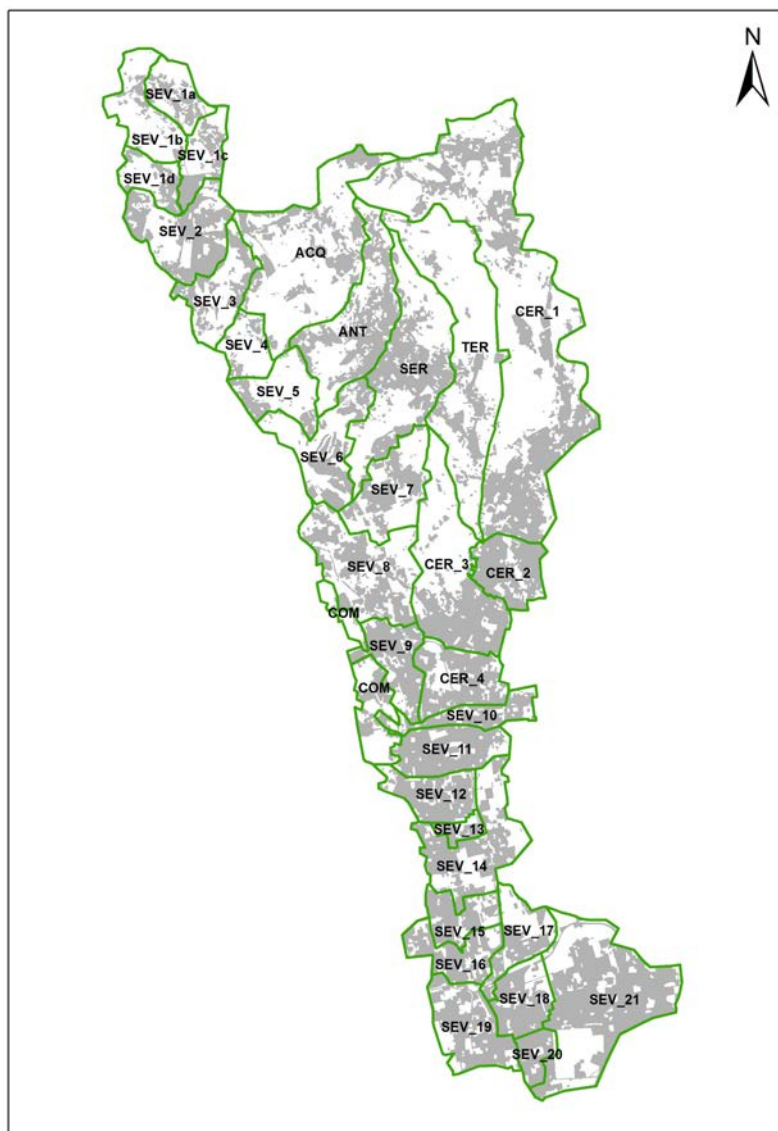 N
SEV_1a
SEV_1b
SEV_1c
SEV_1d
SEV_2
ACQ
SEV_3
CER_1
ANT
SEV_4
TER
SER
SEV_5
SEV_6
SEV_7
SEV_8
CER_3
CER_2
COM
SEV_9
CER_4
COM
SEV_10
SEV_11
SEV_12
SEV_13
SEV_14
SEV_15
SEV_17
SEV_16
SEV_18
SEV_21
SEV_19
SEV_20